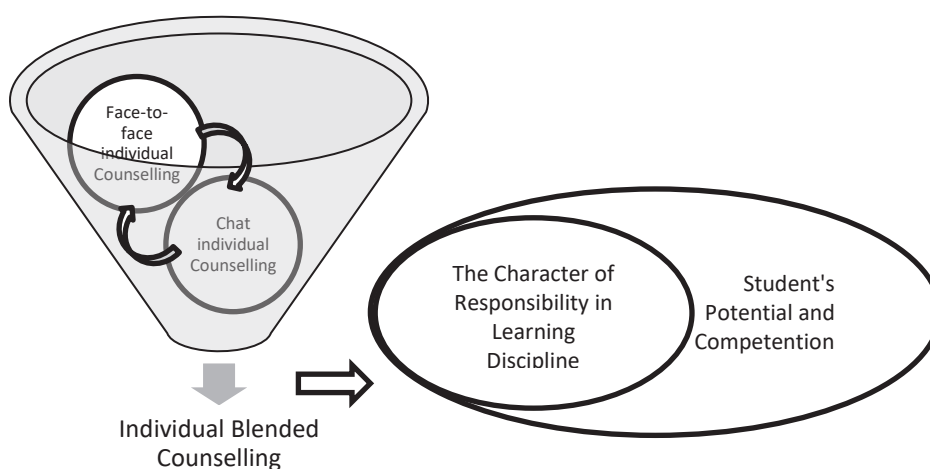 Face-to-
face
individual
Counselling
Chat
individual
Counselling
Individual Blended
Counselling
The Character of
Responsibility in
Learning
Discipline
Student's
Potential and
Competention